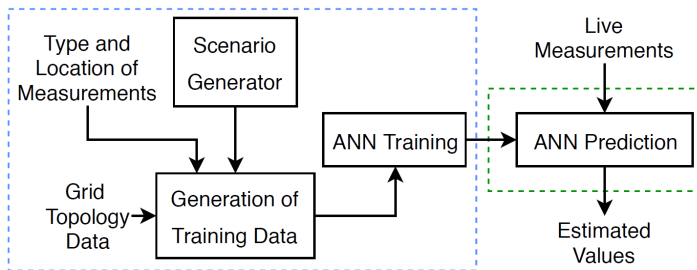 Type and
Location of
Measurements
Scenario
Generator
Live
Measurements
ANN Training
ANN Prediction
Grid
Topology
Data
Generation of
Training Data
Estimated
Values